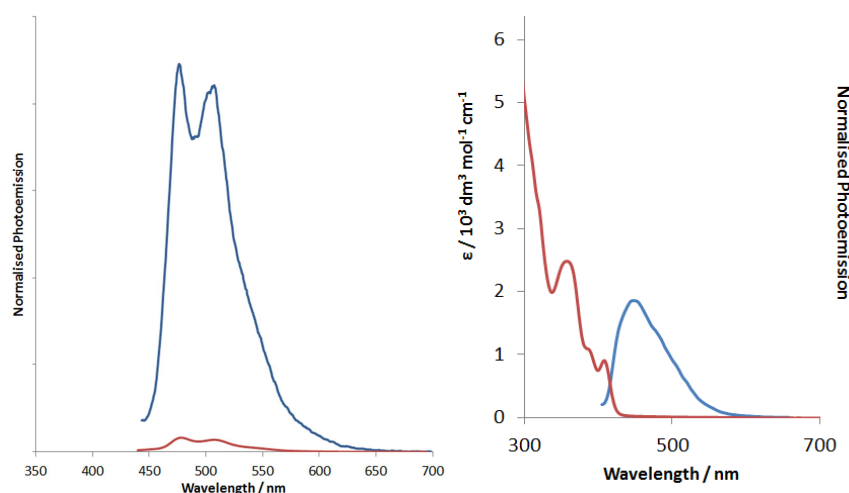 Normalised Photoemission
350 400 450 500 550 600 650 700
Wavelength / nm
ε / 10³ dm³ mol⁻¹ cm⁻¹
6
5
4
3
2
1
0
300 500 700
Wavelength / nm
Normalised Photoemission